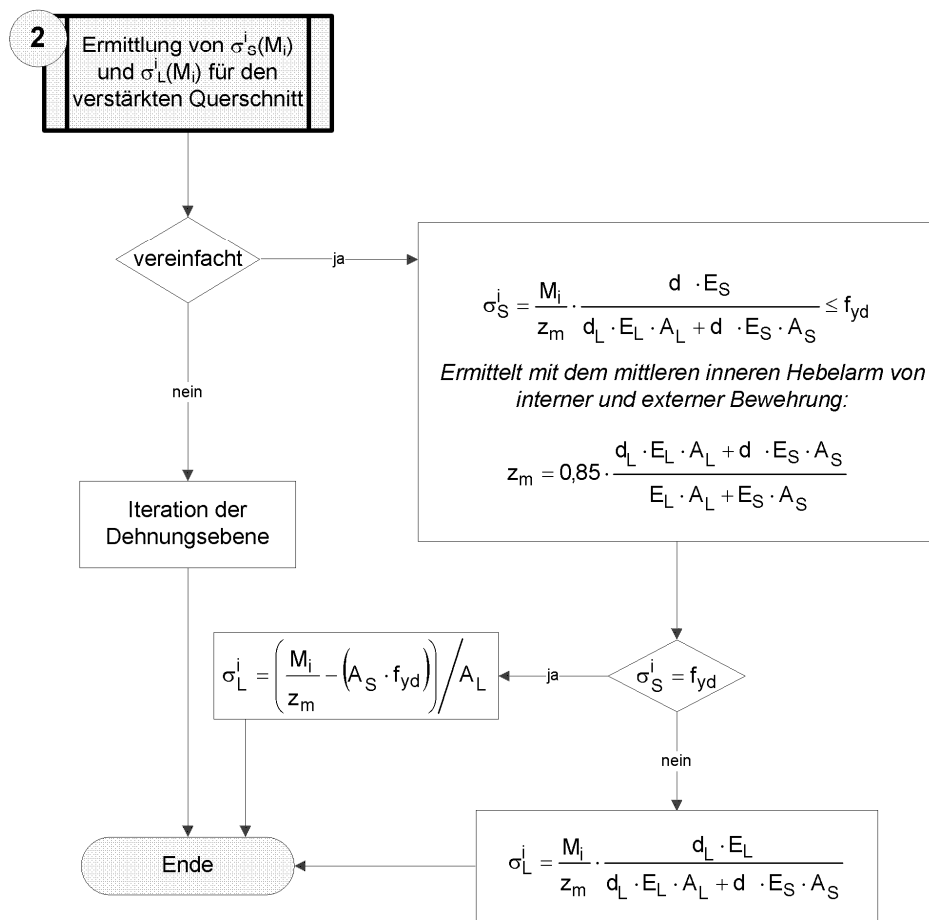 2
Ermittlung von σ^i_S(M_i)
und σ^i_L(M_i) für den
verstärkten Querschnitt
vereinfacht
ja
nein
σ^i_S = M_i / z_m · (d · E_S) / (d_L · E_L · A_L + d · E_S · A_S) ≤ f_yd
Ermittelt mit dem mittleren inneren Hebelarm von
interner und externer Bewehrung:
z_m = 0,85 · (d_L · E_L · A_L + d · E_S · A_S) / (E_L · A_L + E_S · A_S)
Iteration der
Dehnungsebene
σ^i_L = (M_i / z_m − (A_S · f_yd)) / A_L
ja
σ^i_S = f_yd
nein
Ende
σ^i_L = M_i / z_m · (d_L · E_L) / (d_L · E_L · A_L + d · E_S · A_S)